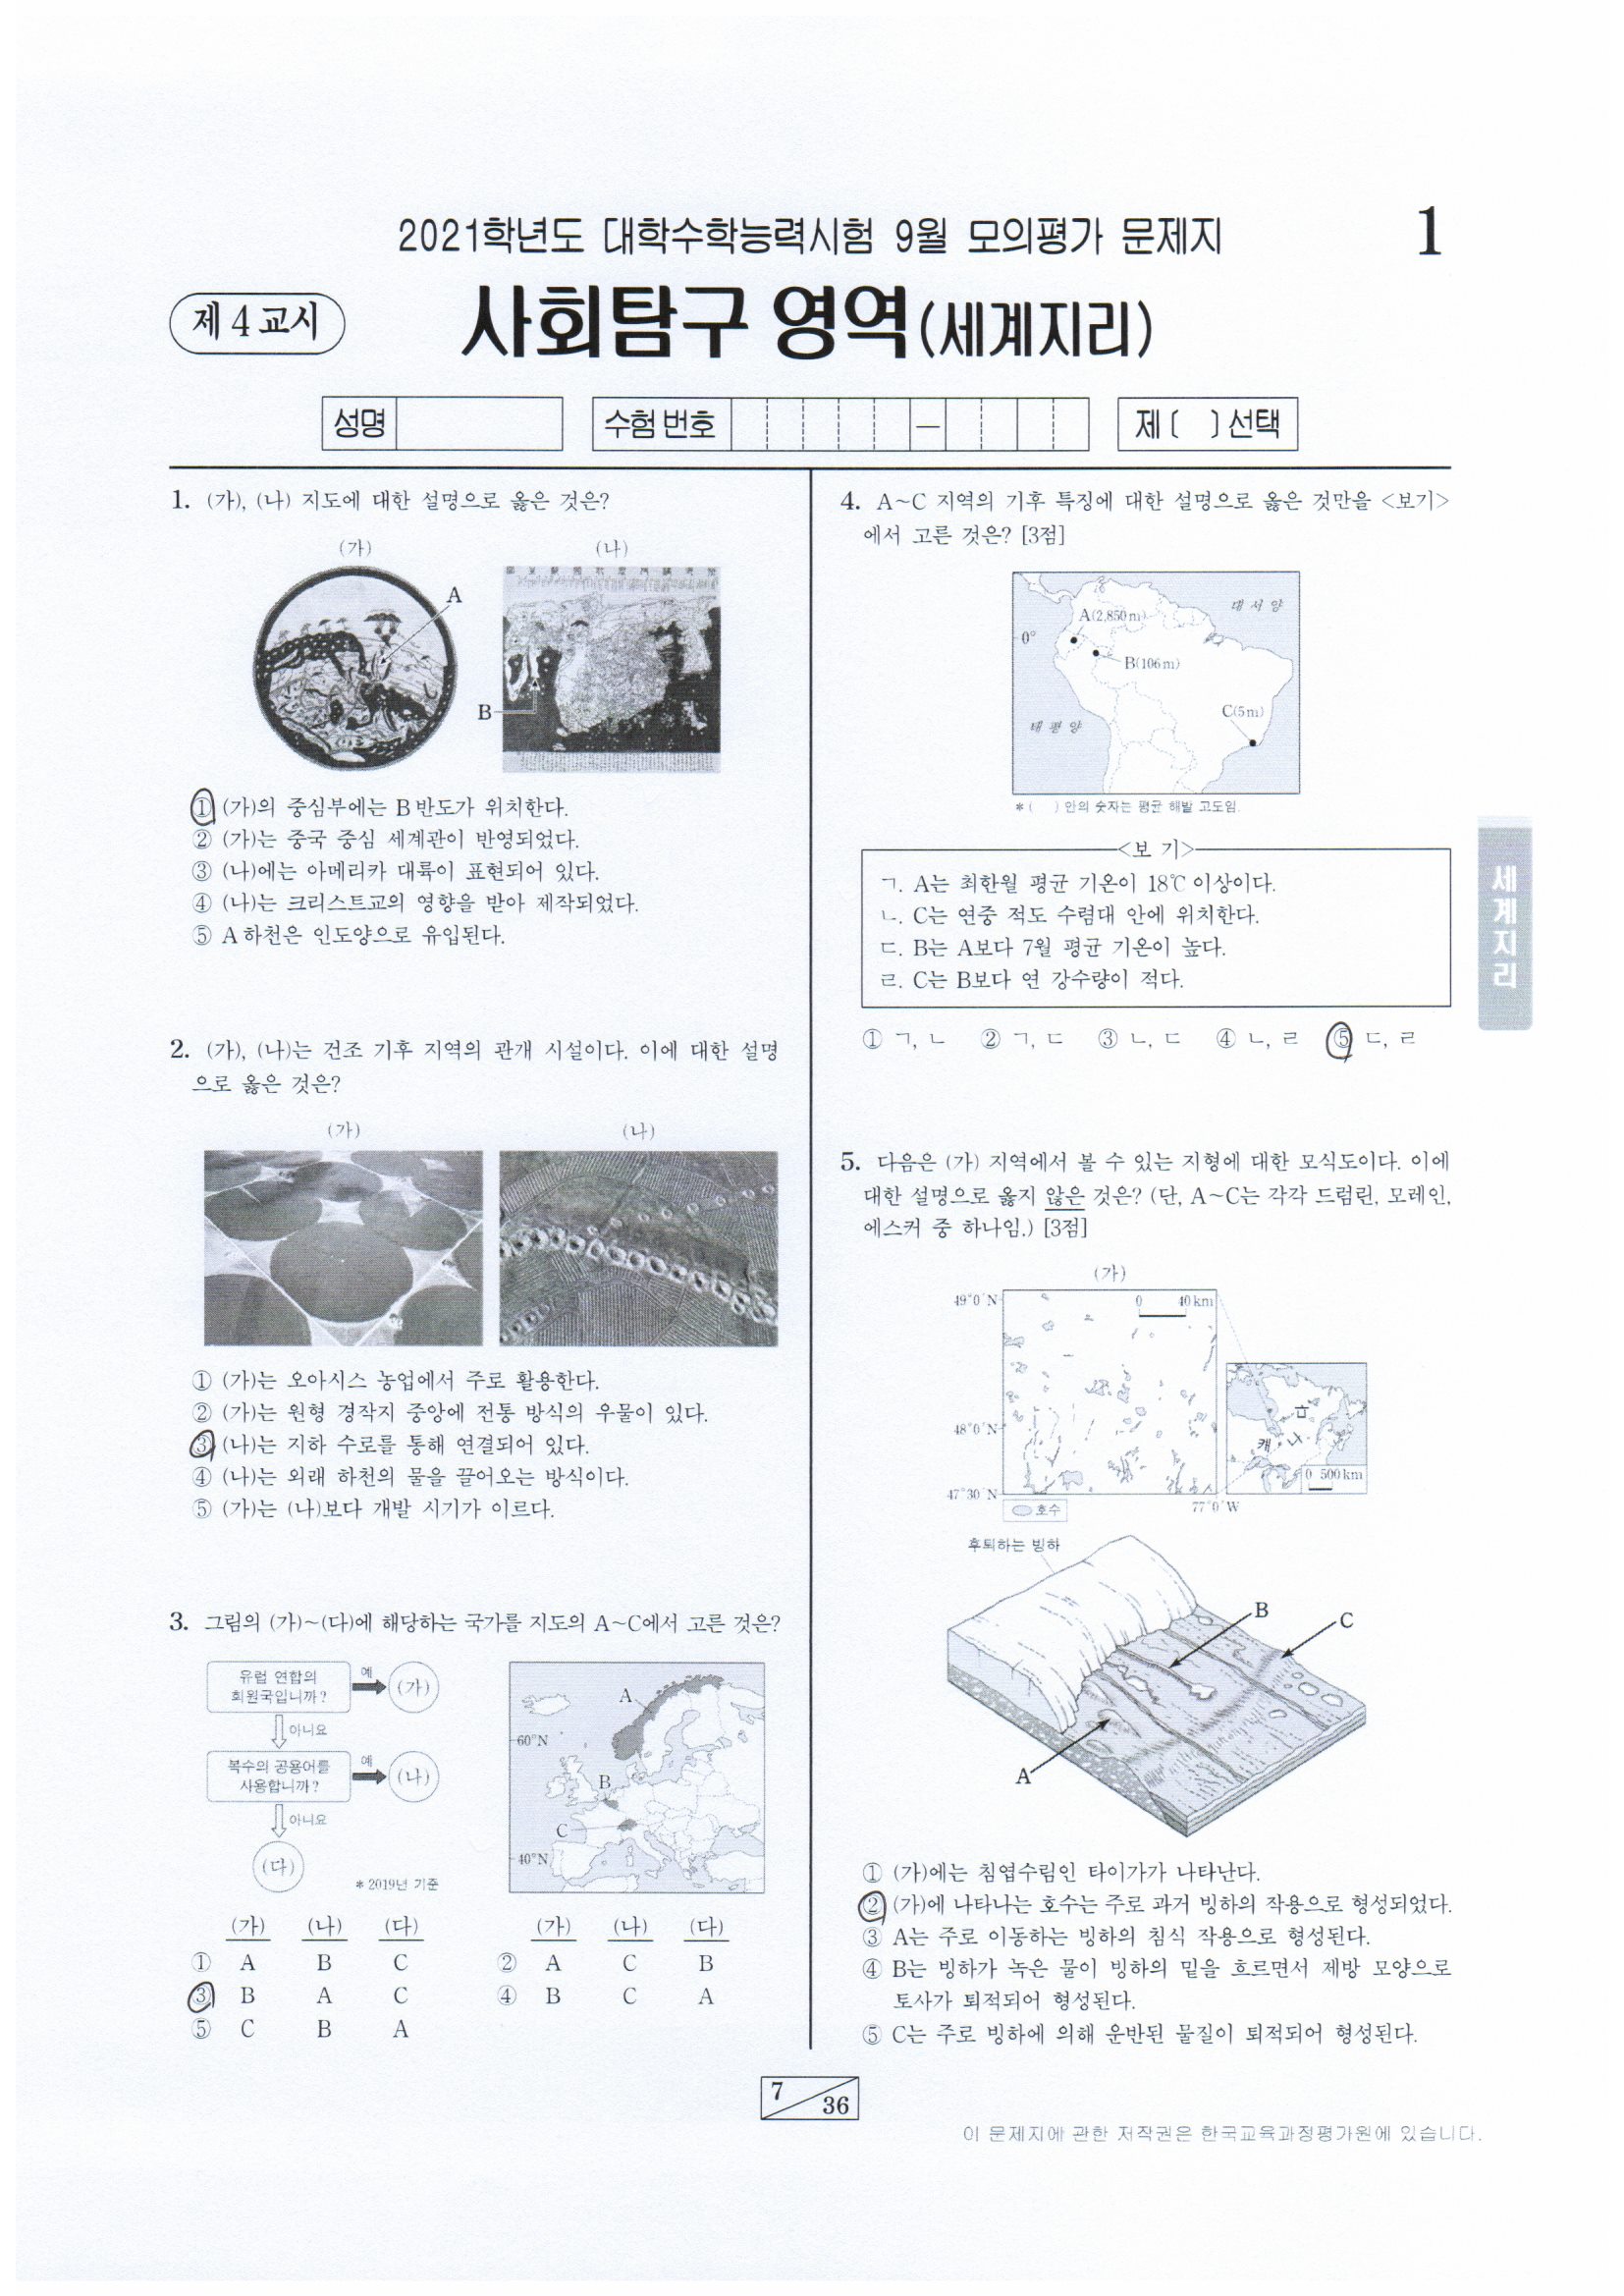 2021학년도 대학수학능력시험 9월 모의평가 문제지
1
제 4 교시
사회탐구 영역(세계지리)
성명
수험 번호
—
제 ( ) 선택
1. (가), (나) 지도에 대한 설명으로 옳은 것은?
(가)
(나)
A
B
① (가)의 중심부에는 B 반도가 위치한다.
② (가)는 중국 중심 세계관이 반영되었다.
③ (나)에는 아메리카 대륙이 표현되어 있다.
④ (나)는 크리스트교의 영향을 받아 제작되었다.
⑤ A 하천은 인도양으로 유입된다.
2. (가), (나)는 건조 기후 지역의 관개 시설이다. 이에 대한 설명
으로 옳은 것은?
(가)
(나)
① (가)는 오아시스 농업에서 주로 활용한다.
② (가)는 원형 경작지 중앙에 전통 방식의 우물이 있다.
③ (나)는 지하 수로를 통해 연결되어 있다.
④ (나)는 외래 하천의 물을 끌어오는 방식이다.
⑤ (가)는 (나)보다 개발 시기가 이르다.
3. 그림의 (가)~(다)에 해당하는 국가를 지도의 A~C에서 고른 것은?
유럽 연합의
회원국입니까?
예
(가)
아니요
복수의 공용어를
사용합니까?
예
(나)
아니요
(다)
* 2019년 기준
A
60°N
B
C
40°N
(가) (나) (다) (가) (나) (다)
① A B C ② A C B
③ B A C ④ B C A
⑤ C B A
4. A~C 지역의 기후 특징에 대한 설명으로 옳은 것만을 <보기>
에서 고른 것은? [3점]
대서양
A(2,850m)
0°
B(106m)
C(5m)
태평양
* ( ) 안의 숫자는 평균 해발 고도임.
<보 기>
ㄱ. A는 최한월 평균 기온이 18℃ 이상이다.
ㄴ. C는 연중 적도 수렴대 안에 위치한다.
ㄷ. B는 A보다 7월 평균 기온이 높다.
ㄹ. C는 B보다 연 강수량이 적다.
① ㄱ, ㄴ ② ㄱ, ㄷ ③ ㄴ, ㄷ ④ ㄴ, ㄹ ⑤ ㄷ, ㄹ
5. 다음은 (가) 지역에서 볼 수 있는 지형에 대한 모식도이다. 이에
대한 설명으로 옳지 않은 것은? (단, A~C는 각각 드럼린, 모레인,
에스커 중 하나임.) [3점]
(가)
49°0′N
0 40km
48°0′N
캐나다
0 500km
47°30′N
77°0′W
호수
후퇴하는 빙하
B
C
A
① (가)에는 침엽수림인 타이가가 나타난다.
② (가)에 나타나는 호수는 주로 과거 빙하의 작용으로 형성되었다.
③ A는 주로 이동하는 빙하의 침식 작용으로 형성된다.
④ B는 빙하가 녹은 물이 빙하의 밑을 흐르면서 제방 모양으로
토사가 퇴적되어 형성된다.
⑤ C는 주로 빙하에 의해 운반된 물질이 퇴적되어 형성된다.
세계지리
7
36
이 문제지에 관한 저작권은 한국교육과정평가원에 있습니다.